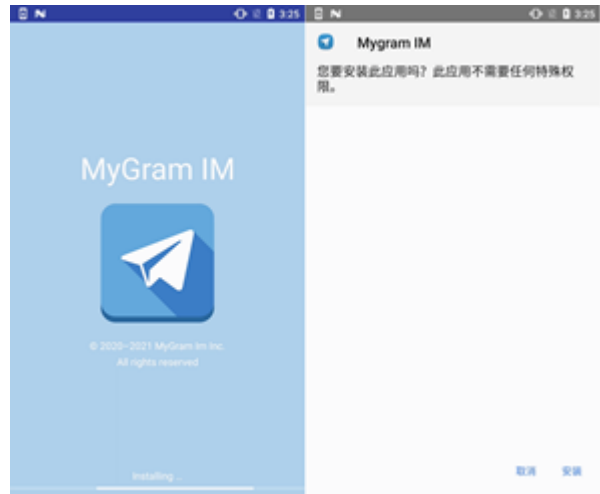 3:25
MyGram IM
© 2020-2021 MyGram Im Inc.
All rights reserved
Installing...
3:25
Mygram IM
您要安装此应用吗？此应用不需要任何特殊权
限。
取消 安装